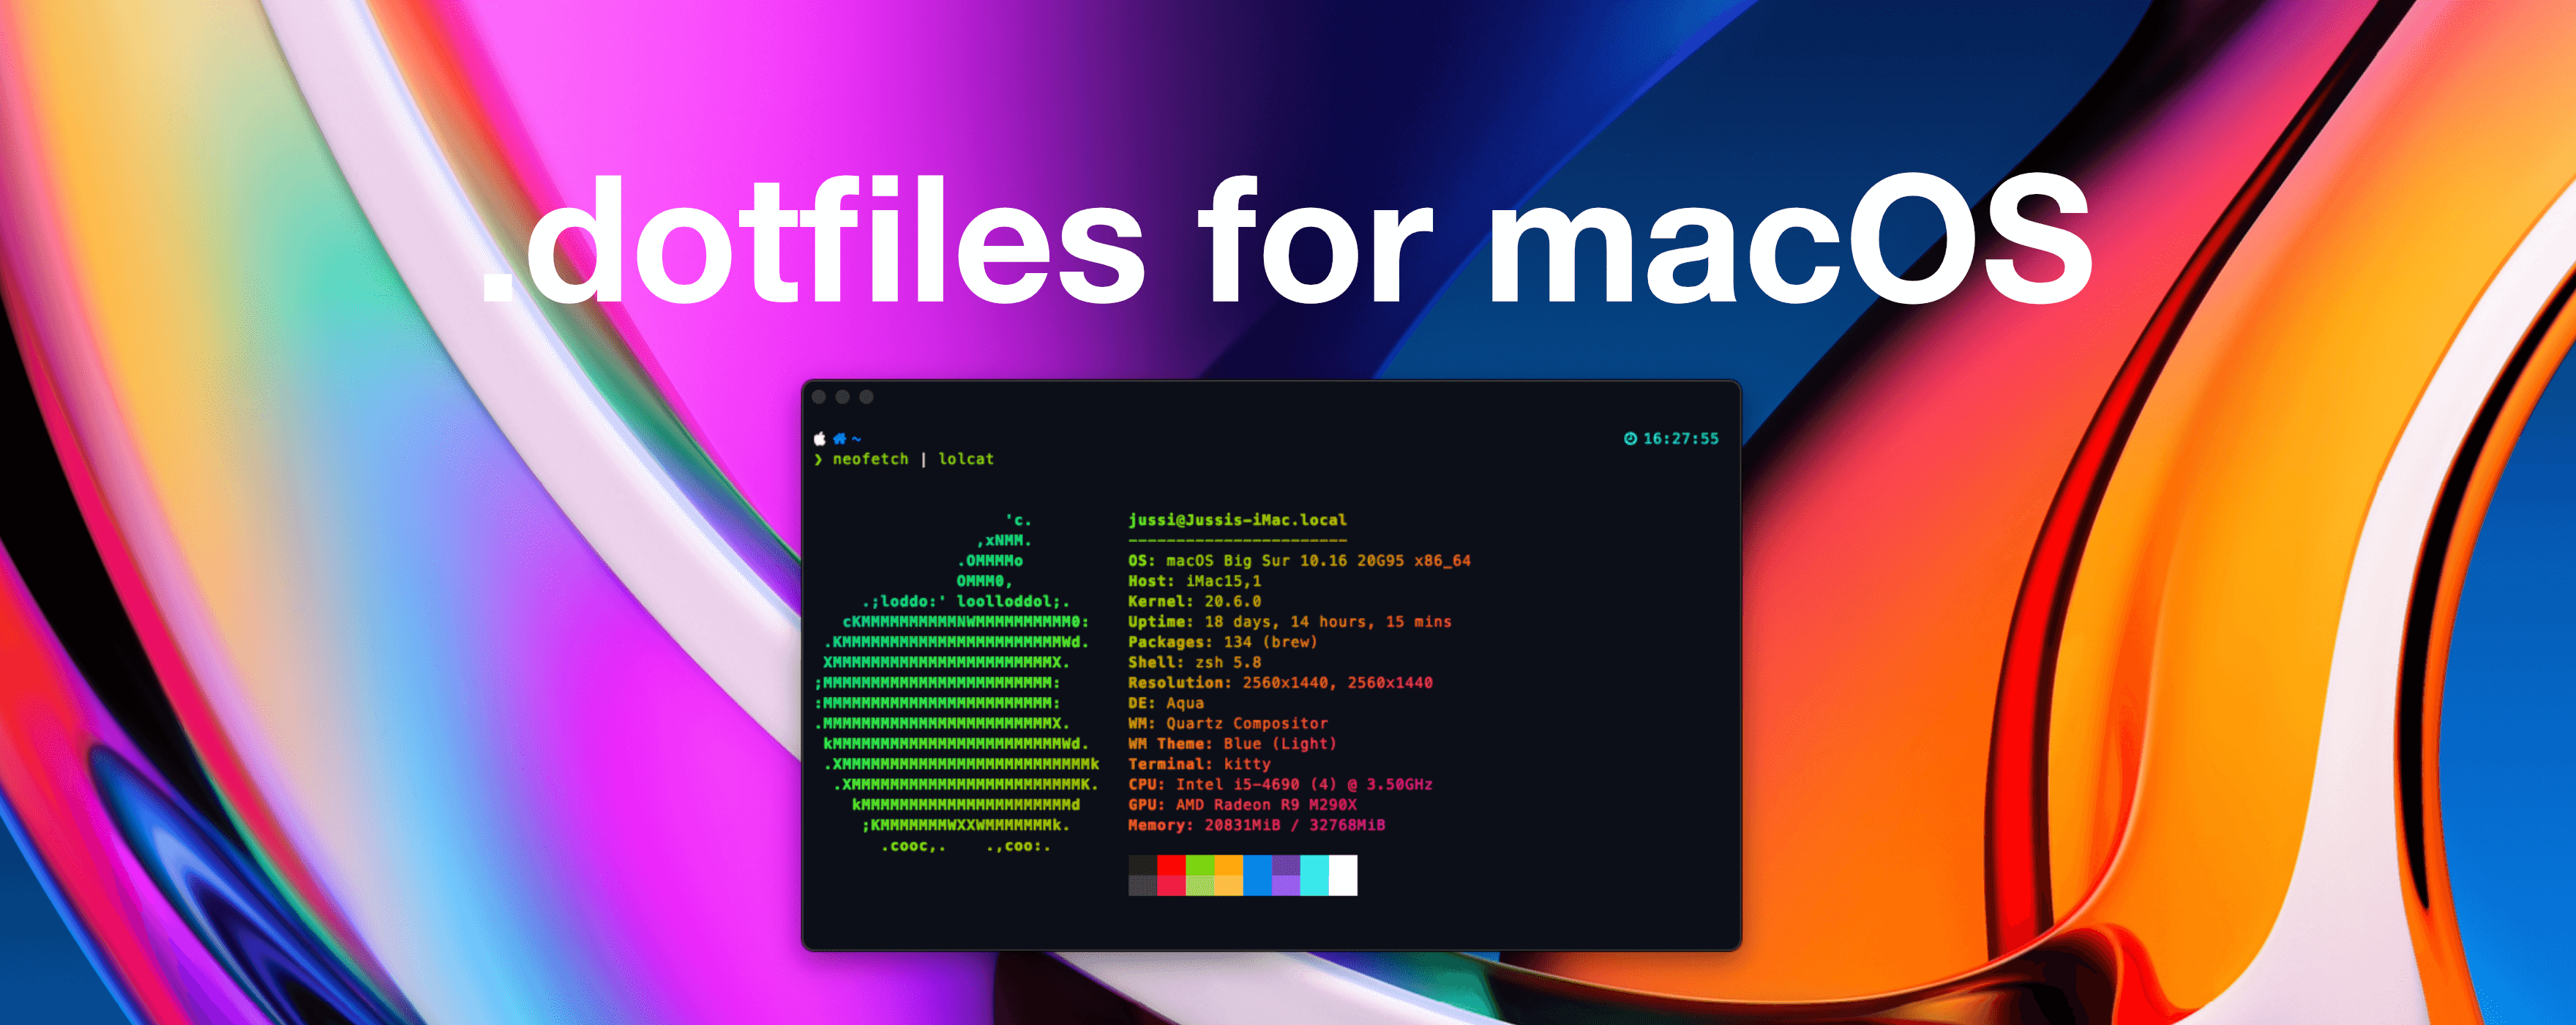 .dotfiles for macOS
~ 16:27:55
❯ neofetch | lolcat
'c. jussi@Jussis-iMac.local
,xNMM. -----------------------
.OMMMMo OS: macOS Big Sur 10.16 20G95 x86_64
OMMM0, Host: iMac15,1
.;loddo:' loolloddol;. Kernel: 20.6.0
cKMMMMMMMMMMNWMMMMMMMMMM0: Uptime: 18 days, 14 hours, 15 mins
.KMMMMMMMMMMMMMMMMMMMMMMMWd. Packages: 134 (brew)
XMMMMMMMMMMMMMMMMMMMMMMMX. Shell: zsh 5.8
;MMMMMMMMMMMMMMMMMMMMMMMM: Resolution: 2560x1440, 2560x1440
:MMMMMMMMMMMMMMMMMMMMMMMM: DE: Aqua
.MMMMMMMMMMMMMMMMMMMMMMMMX. WM: Quartz Compositor
kMMMMMMMMMMMMMMMMMMMMMMMMWd. WM Theme: Blue (Light)
.XMMMMMMMMMMMMMMMMMMMMMMMMMMk Terminal: kitty
.XMMMMMMMMMMMMMMMMMMMMMMMMK. CPU: Intel i5-4690 (4) @ 3.50GHz
kMMMMMMMMMMMMMMMMMMMMMMd GPU: AMD Radeon R9 M290X
;KMMMMMMMWXXWMMMMMMMk. Memory: 20831MiB / 32768MiB
.cooc,. .,coo:.